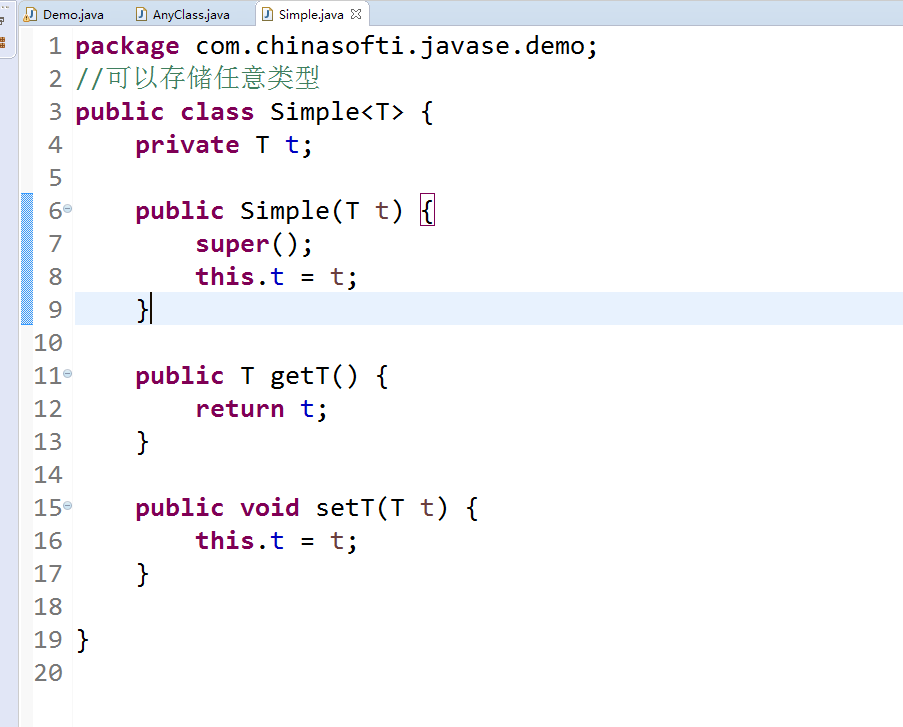 Demo.java AnyClass.java Simple.java
1 package com.chinasofti.javase.demo;
2 //可以存储任意类型
3 public class Simple<T> {
4 private T t;
5
6 public Simple(T t) {
7 super();
8 this.t = t;
9 }
10
11 public T getT() {
12 return t;
13 }
14
15 public void setT(T t) {
16 this.t = t;
17 }
18
19 }
20